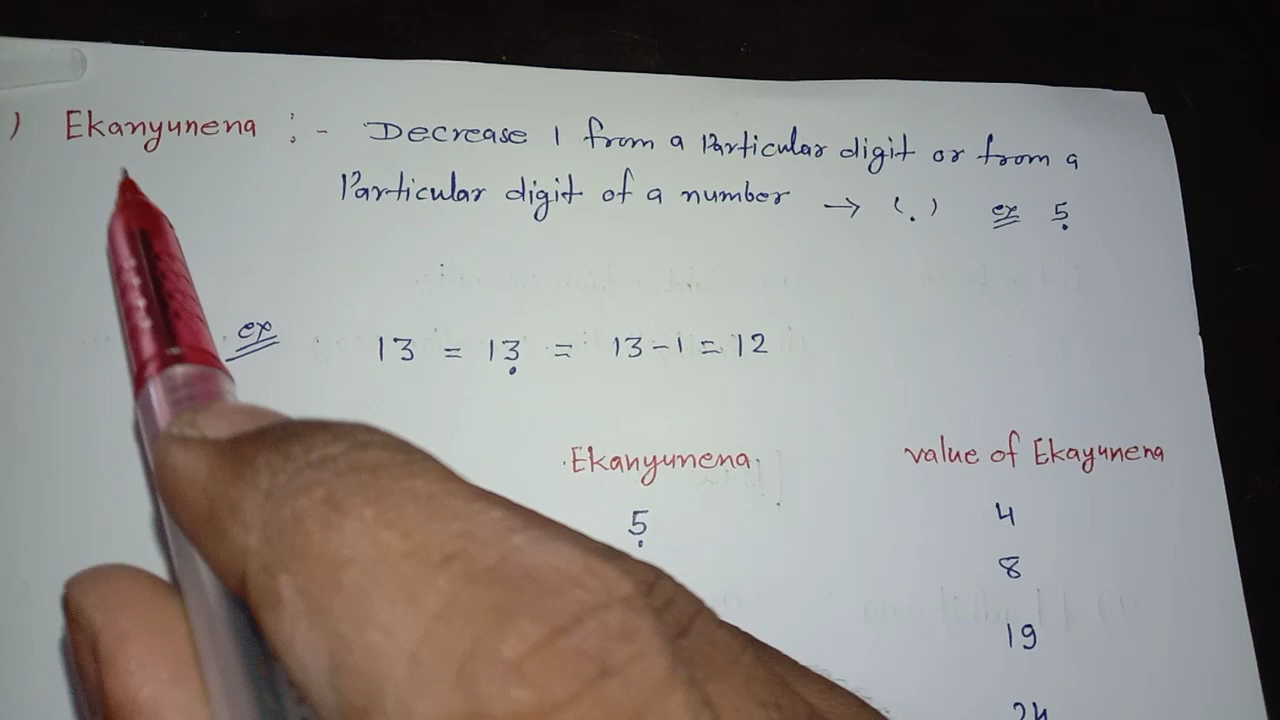 ) Ekanyunena :- Decrease 1 from a Particular digit or from a
Particular digit of a number → (.) ex 5̣
ex 13 = 13̣ = 13-1 = 12
Ekanyunena value of Ekayunena
5̣ 4
8
19
24